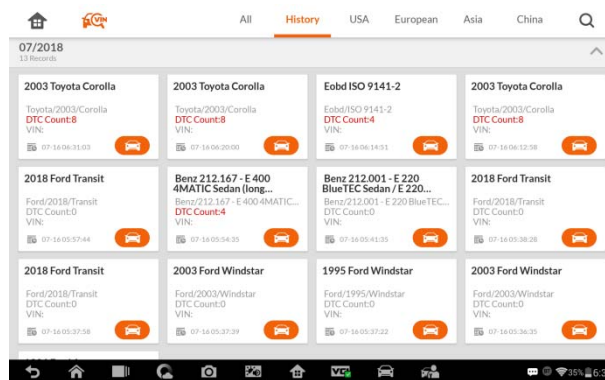 VIN
All History USA European Asia China
07/2018
13 Records
2003 Toyota Corolla
Toyota/2003/Corolla
DTC Count:8
VIN:
07-16 06:31:03
2003 Toyota Corolla
Toyota/2003/Corolla
DTC Count:8
VIN:
07-16 06:20:00
Eobd ISO 9141-2
Eobd/ISO 9141-2
DTC Count:4
VIN:
07-16 06:14:51
2003 Toyota Corolla
Toyota/2003/Corolla
DTC Count:8
VIN:
07-16 06:12:58
2018 Ford Transit
Ford/2018/Transit
DTC Count:0
VIN:
07-16 05:57:44
Benz 212.167 - E 400
4MATIC Sedan (long...
Benz/212.167 - E 400 4MATIC...
DTC Count:4
VIN:
07-16 05:54:35
Benz 212.001 - E 220
BlueTEC Sedan / E 220...
Benz/212.001 - E 220 BlueTEC...
DTC Count:0
VIN:
07-16 05:41:35
2018 Ford Transit
Ford/2018/Transit
DTC Count:0
VIN:
07-16 05:38:28
2018 Ford Transit
Ford/2018/Transit
DTC Count:0
VIN:
07-16 05:37:58
2003 Ford Windstar
Ford/2003/Windstar
DTC Count:0
VIN:
07-16 05:37:39
1995 Ford Windstar
Ford/1995/Windstar
DTC Count:0
VIN:
07-16 05:37:22
2003 Ford Windstar
Ford/2003/Windstar
DTC Count:0
VIN:
07-16 05:36:35
35%